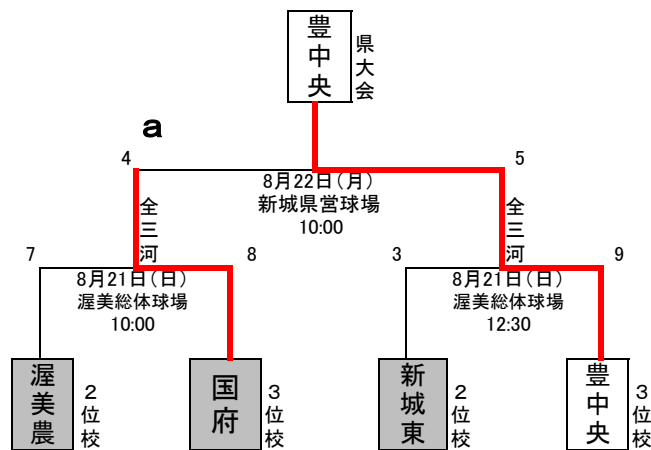 豊中央
県大会
a
4
5
8月22日（月）
新城県営球場
10:00
全三河
全三河
7
8
3
9
8月21日（日）
渥美総体球場
10:00
8月21日（日）
渥美総体球場
12:30
渥美農
２位校
国府
３位校
新城東
２位校
豊中央
３位校